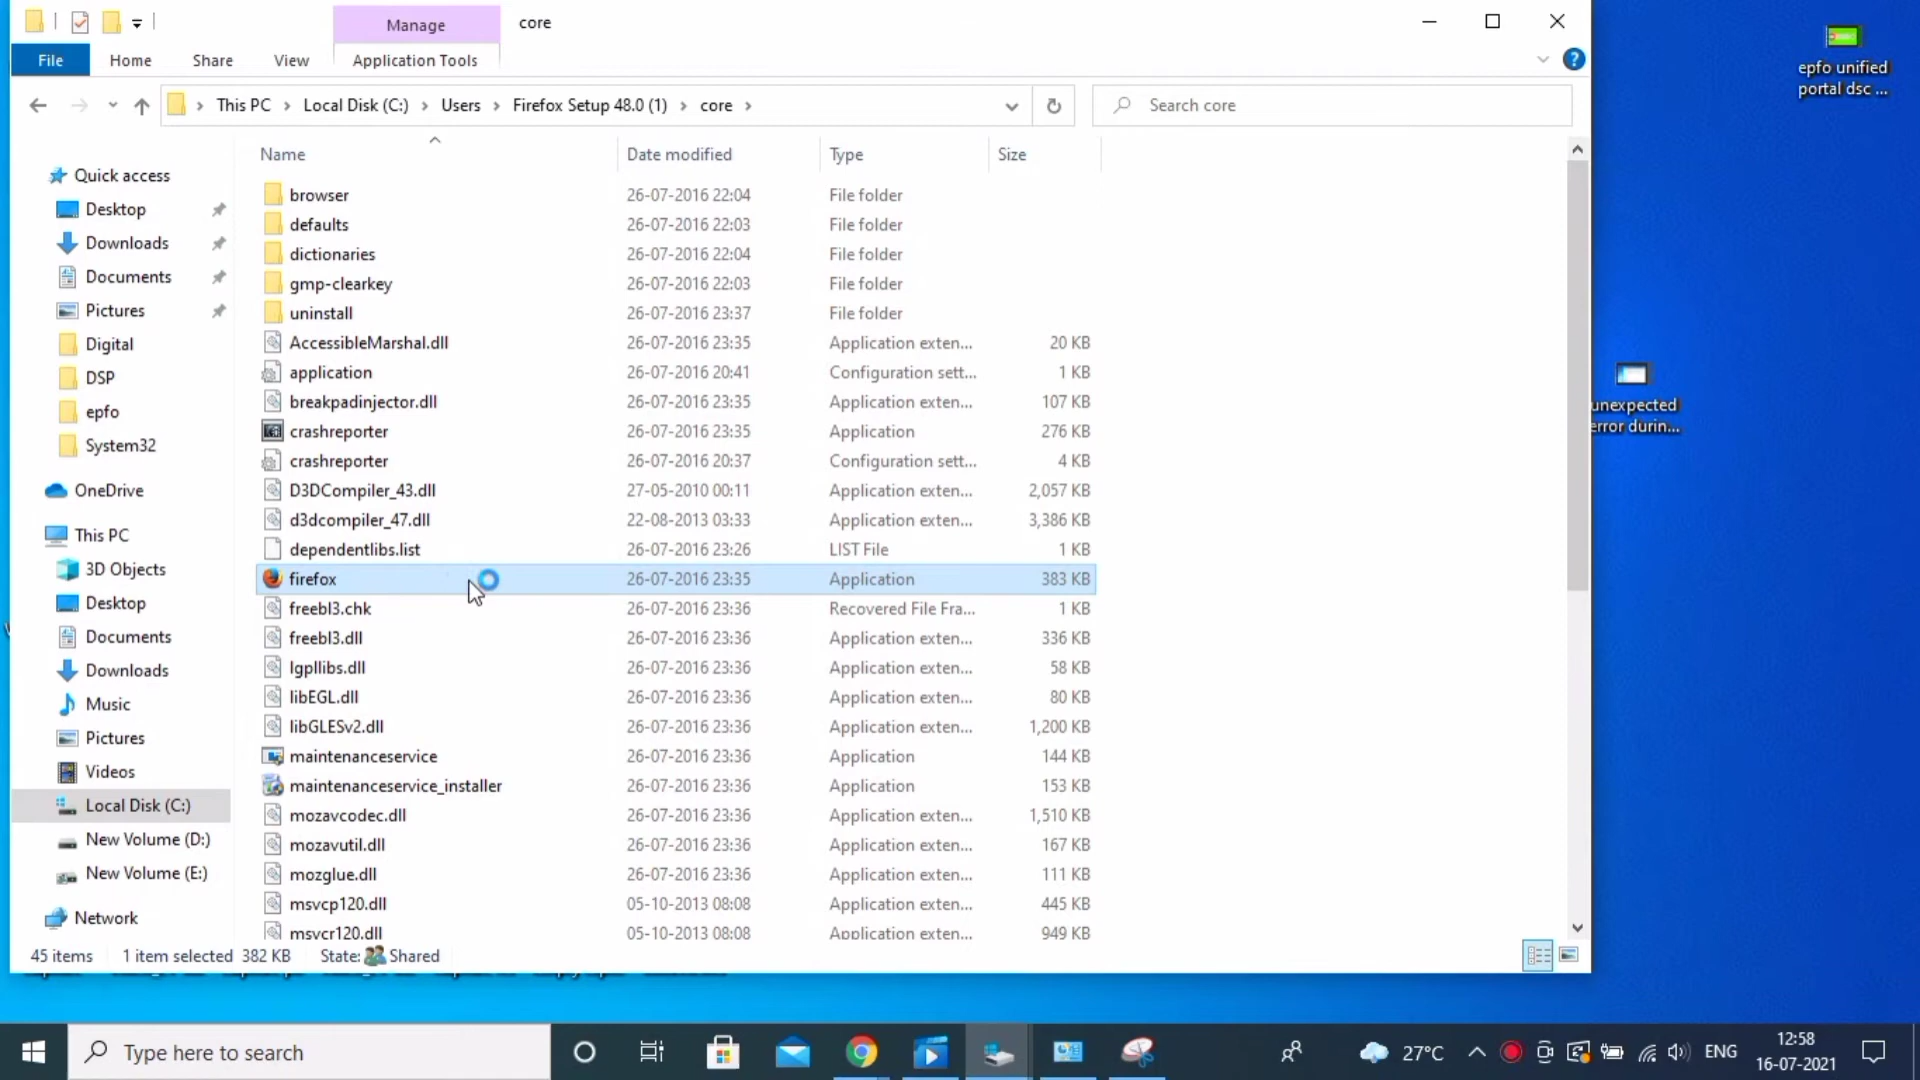 Manage
core
File
Home
Share
View
Application Tools
This PC
Local Disk (C:)
Users
Firefox Setup 48.0 (1)
core
Search core
Name
Date modified
Type
Size
Quick access
Desktop
Downloads
Documents
Pictures
Digital
DSP
epfo
System32
OneDrive
This PC
3D Objects
Desktop
Documents
Downloads
Music
Pictures
Videos
Local Disk (C:)
New Volume (D:)
New Volume (E:)
Network
browser 26-07-2016 22:04 File folder
defaults 26-07-2016 22:03 File folder
dictionaries 26-07-2016 22:04 File folder
gmp-clearkey 26-07-2016 22:03 File folder
uninstall 26-07-2016 23:37 File folder
AccessibleMarshal.dll 26-07-2016 23:35 Application exten... 20 KB
application 26-07-2016 20:41 Configuration sett... 1 KB
breakpadinjector.dll 26-07-2016 23:35 Application exten... 107 KB
crashreporter 26-07-2016 23:35 Application 276 KB
crashreporter 26-07-2016 20:37 Configuration sett... 4 KB
D3DCompiler_43.dll 27-05-2010 00:11 Application exten... 2,057 KB
d3dcompiler_47.dll 22-08-2013 03:33 Application exten... 3,386 KB
dependentlibs.list 26-07-2016 23:26 LIST File 1 KB
firefox 26-07-2016 23:35 Application 383 KB
freebl3.chk 26-07-2016 23:36 Recovered File Fra... 1 KB
freebl3.dll 26-07-2016 23:36 Application exten... 336 KB
lgpllibs.dll 26-07-2016 23:36 Application exten... 58 KB
libEGL.dll 26-07-2016 23:36 Application exten... 80 KB
libGLESv2.dll 26-07-2016 23:36 Application exten... 1,200 KB
maintenanceservice 26-07-2016 23:36 Application 144 KB
maintenanceservice_installer 26-07-2016 23:36 Application 153 KB
mozavcodec.dll 26-07-2016 23:36 Application exten... 1,510 KB
mozavutil.dll 26-07-2016 23:36 Application exten... 167 KB
mozglue.dll 26-07-2016 23:36 Application exten... 111 KB
msvcp120.dll 05-10-2013 08:08 Application exten... 445 KB
msvcr120.dll 05-10-2013 08:08 Application exten... 949 KB
45 items 1 item selected 382 KB State: Shared
epfo unified
portal dsc ...
unexpected
error durin...
Type here to search
27°C
ENG
12:58
16-07-2021